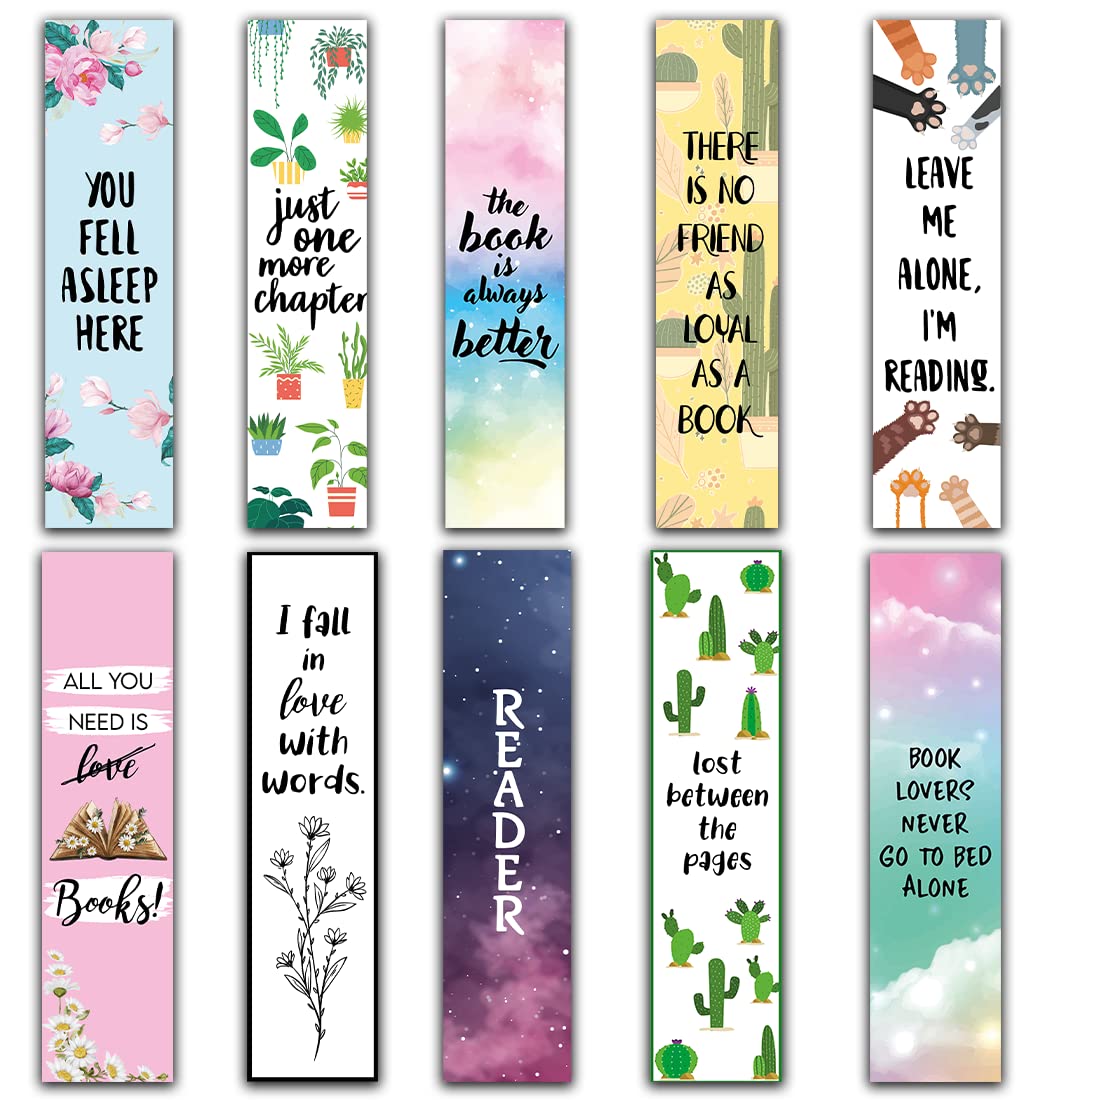 YOU
FELL
ASLEEP
HERE
just
one
more
chapter
the
book
is
always
better
THERE
IS NO
FRIEND
AS
LOYAL
AS A
BOOK
LEAVE
ME
ALONE,
I'M
READING.
ALL YOU
NEED IS
love
Books!
I fall
in
love
with
words.
READER
lost
between
the
pages
BOOK
LOVERS
NEVER
GO TO BED
ALONE